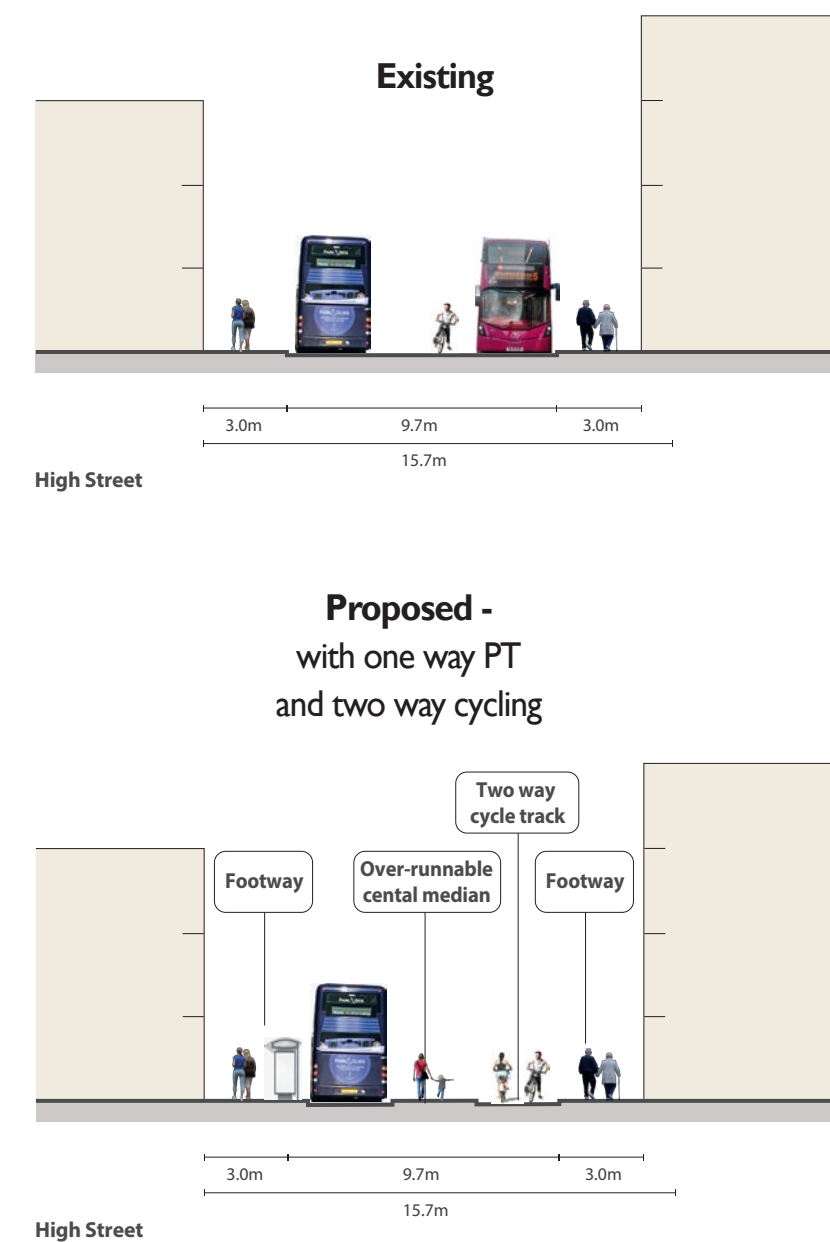 Existing
3.0m
9.7m
3.0m
15.7m
High Street
Proposed -
with one way PT
and two way cycling
Two way
cycle track
Footway
Over-runnable
cental median
Footway
3.0m
9.7m
3.0m
15.7m
High Street